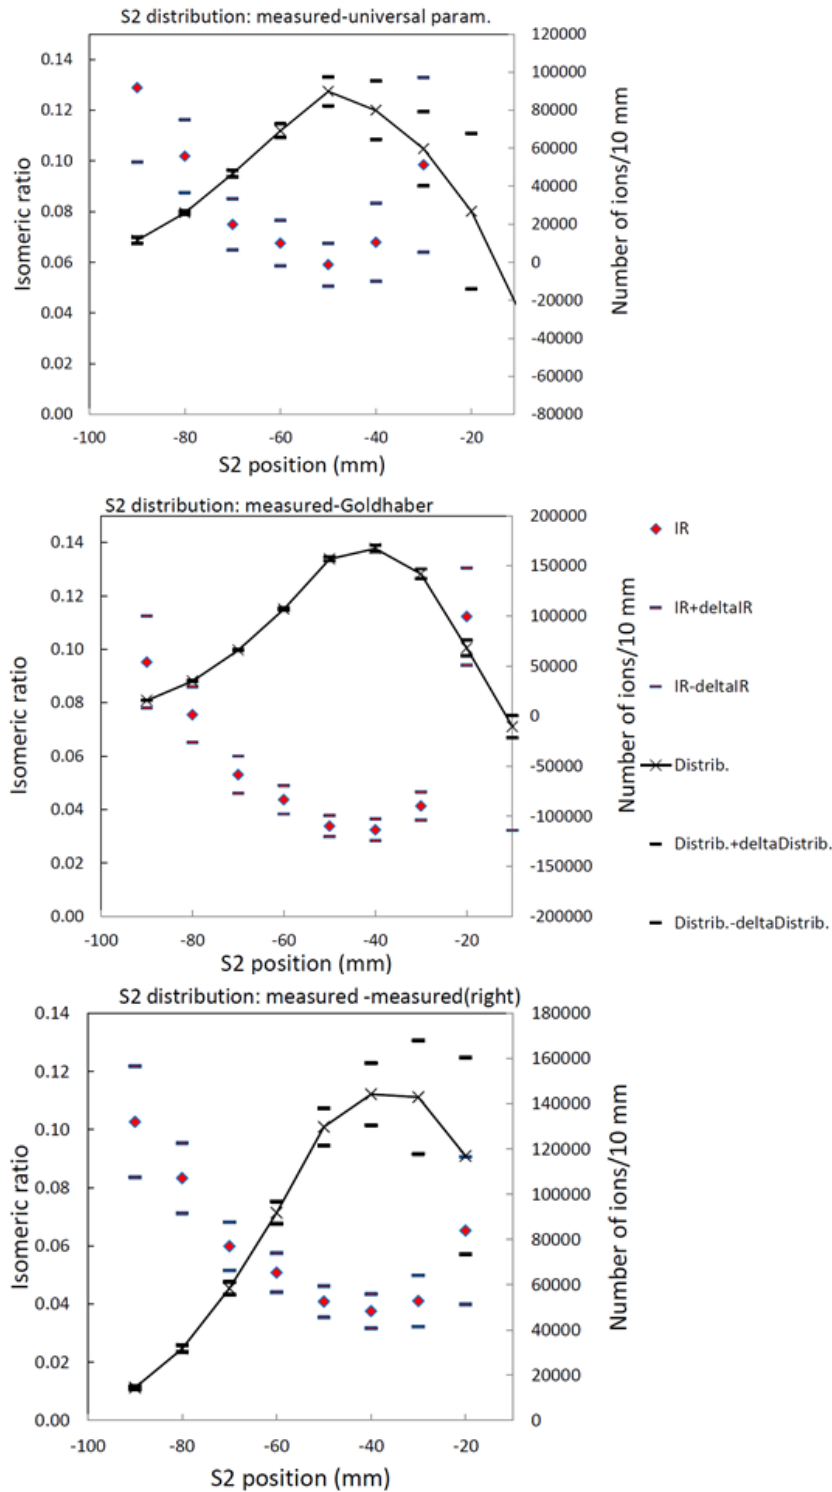 S2 distribution: measured-universal param.
0.14
0.12
0.10
0.08
0.06
0.04
0.02
0.00
Isomeric ratio
120000
100000
80000
60000
40000
20000
0
-20000
-40000
-60000
-80000
Number of ions/10 mm
-100 -80 -60 -40 -20
S2 position (mm)
S2 distribution: measured-Goldhaber
0.14
0.12
0.10
0.08
0.06
0.04
0.02
0.00
Isomeric ratio
200000
150000
100000
50000
0
-50000
-100000
-150000
-200000
Number of ions/10 mm
-100 -80 -60 -40 -20
S2 position (mm)
IR
IR+deltaIR
IR-deltaIR
Distrib.
Distrib.+deltaDistrib.
Distrib.-deltaDistrib.
S2 distribution: measured -measured(right)
0.14
0.12
0.10
0.08
0.06
0.04
0.02
0.00
Isomeric ratio
180000
160000
140000
120000
100000
80000
60000
40000
20000
0
Number of ions/10 mm
-100 -80 -60 -40 -20
S2 position (mm)